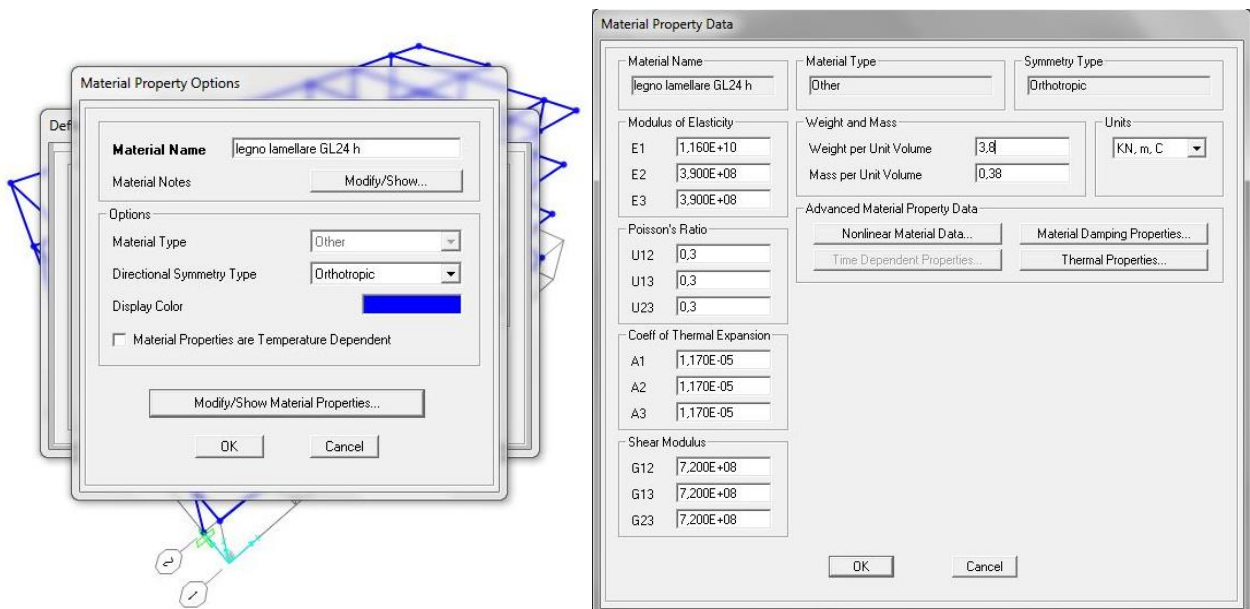 Material Property Options
Def
Material Name legno lamellare GL24 h
Material Notes Modify/Show...
Options
Material Type Other
Directional Symmetry Type Orthotropic
Display Color
Material Properties are Temperature Dependent
Modify/Show Material Properties...
OK Cancel
2
1
Material Property Data
Material Name Material Type Symmetry Type
legno lamellare GL24 h Other Orthotropic
Modulus of Elasticity Weight and Mass Units
E1 1,160E+10 Weight per Unit Volume 3,8 KN, m, C
E2 3,900E+08 Mass per Unit Volume 0,38
E3 3,900E+08
Advanced Material Property Data
Poisson's Ratio Nonlinear Material Data... Material Damping Properties...
U12 0,3 Time Dependent Properties... Thermal Properties...
U13 0,3
U23 0,3
Coeff of Thermal Expansion
A1 1,170E-05
A2 1,170E-05
A3 1,170E-05
Shear Modulus
G12 7,200E+08
G13 7,200E+08
G23 7,200E+08
OK Cancel